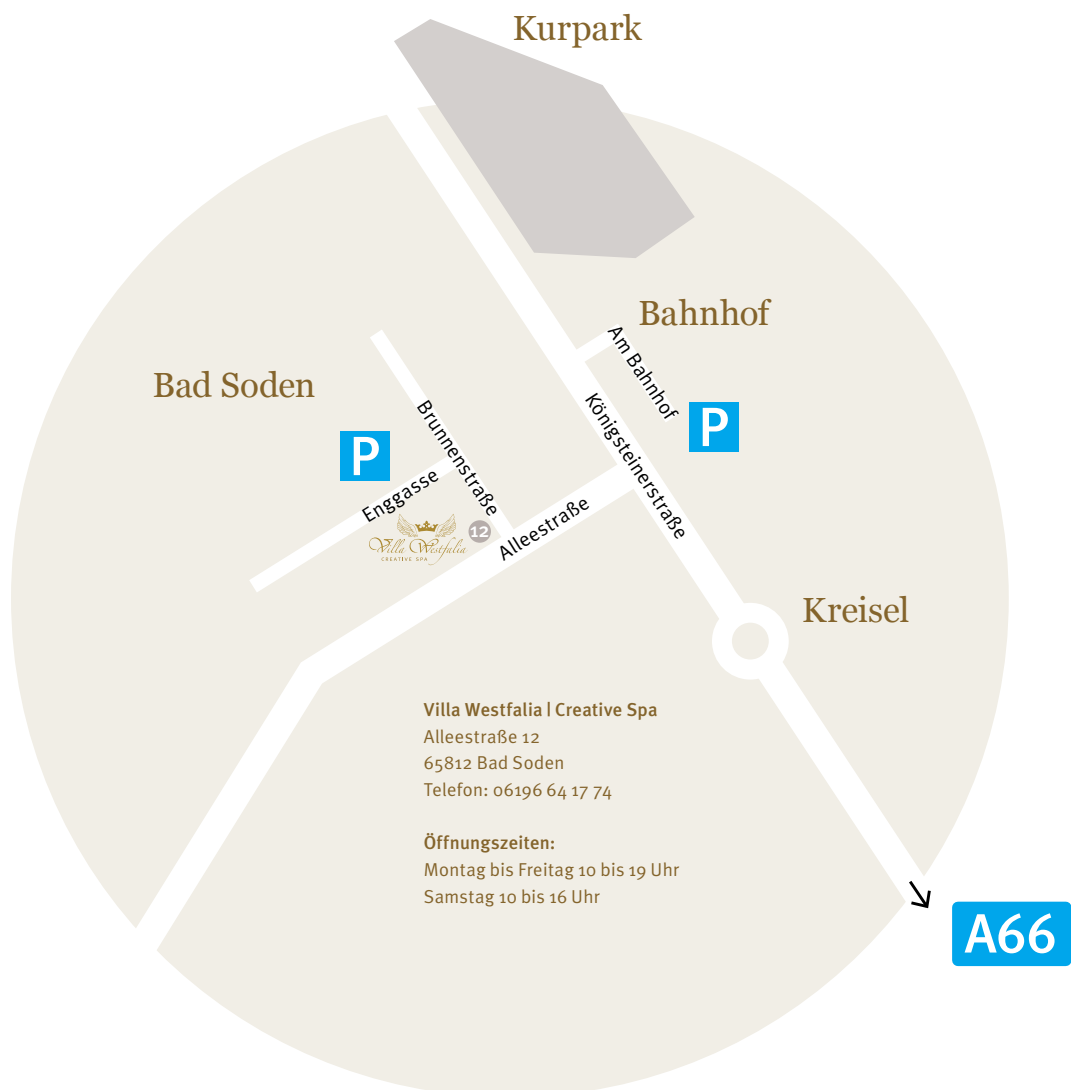 Kurpark
Bahnhof
Am Bahnhof
Bad Soden
P
P
Brunnenstraße
Königsteinerstraße
Enggasse
Alleestraße
12
Villa Westfalia
CREATIVE SPA
Kreisel
Villa Westfalia | Creative Spa
Alleestraße 12
65812 Bad Soden
Telefon: 06196 64 17 74
Öffnungszeiten:
Montag bis Freitag 10 bis 19 Uhr
Samstag 10 bis 16 Uhr
A66